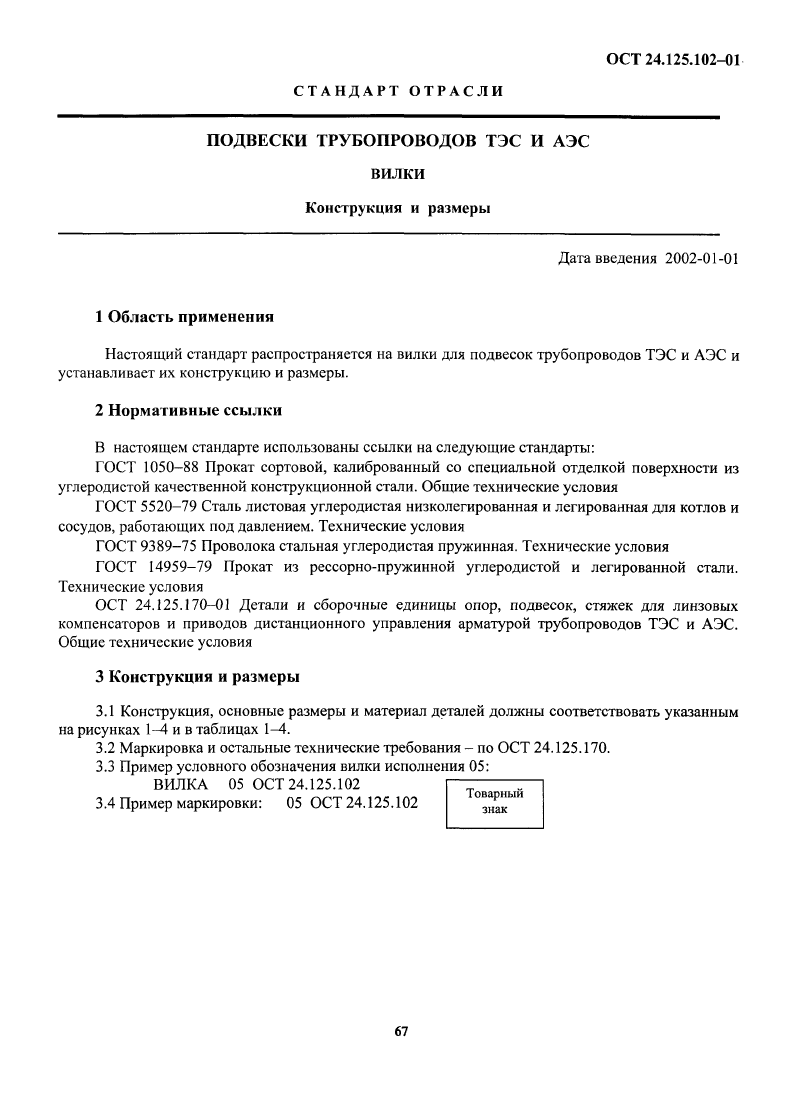 ОСТ 24.125.102–01
СТАНДАРТ ОТРАСЛИ
ПОДВЕСКИ ТРУБОПРОВОДОВ ТЭС И АЭС
ВИЛКИ
Конструкция и размеры
Дата введения 2002-01-01
1 Область применения
Настоящий стандарт распространяется на вилки для подвесок трубопроводов ТЭС и АЭС и
устанавливает их конструкцию и размеры.
2 Нормативные ссылки
В настоящем стандарте использованы ссылки на следующие стандарты:
ГОСТ 1050–88 Прокат сортовой, калиброванный со специальной отделкой поверхности из
углеродистой качественной конструкционной стали. Общие технические условия
ГОСТ 5520–79 Сталь листовая углеродистая низколегированная и легированная для котлов и
сосудов, работающих под давлением. Технические условия
ГОСТ 9389–75 Проволока стальная углеродистая пружинная. Технические условия
ГОСТ 14959–79 Прокат из рессорно-пружинной углеродистой и легированной стали.
Технические условия
ОСТ 24.125.170–01 Детали и сборочные единицы опор, подвесок, стяжек для линзовых
компенсаторов и приводов дистанционного управления арматурой трубопроводов ТЭС и АЭС.
Общие технические условия
3 Конструкция и размеры
3.1 Конструкция, основные размеры и материал деталей должны соответствовать указанным
на рисунках 1–4 и в таблицах 1–4.
3.2 Маркировка и остальные технические требования – по ОСТ 24.125.170.
3.3 Пример условного обозначения вилки исполнения 05:
ВИЛКА 05 ОСТ 24.125.102
3.4 Пример маркировки: 05 ОСТ 24.125.102
Товарный
знак
67